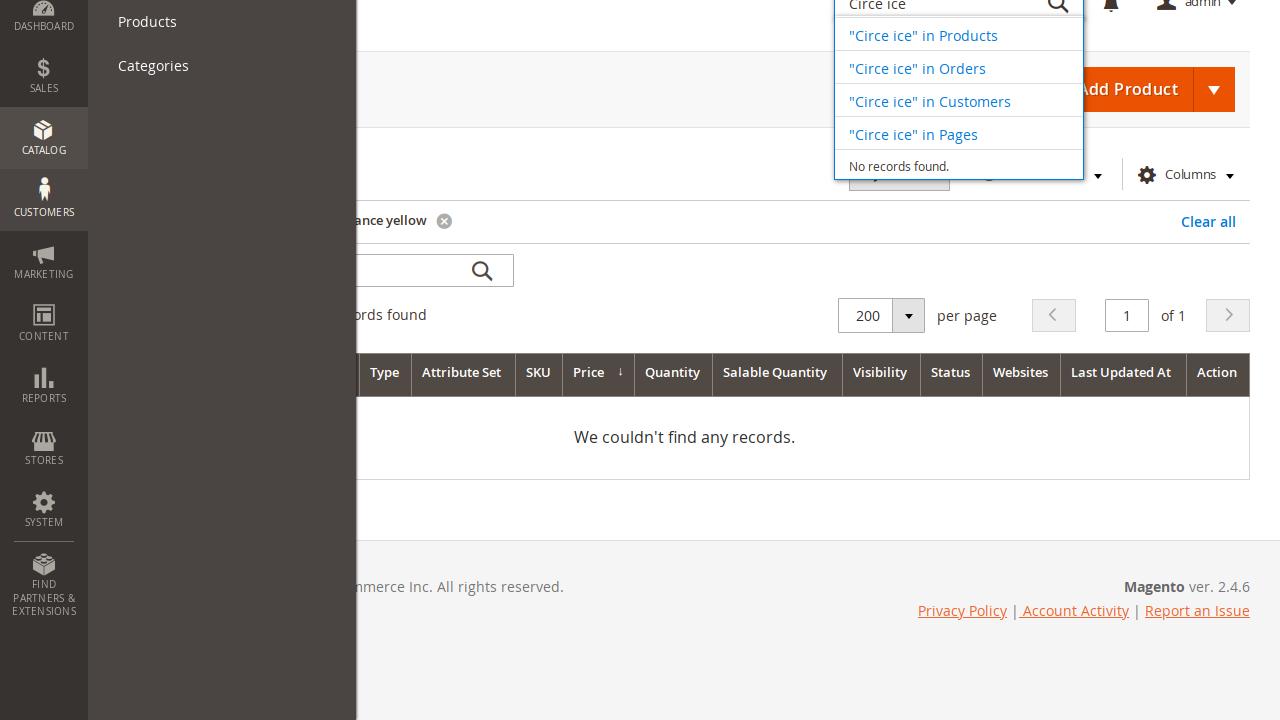 DASHBOARD
SALES
CATALOG
CUSTOMERS
MARKETING
CONTENT
REPORTS
STORES
SYSTEM
FIND
PARTNERS &
EXTENSIONS
Products
Categories
Circe ice
admin
"Circe ice" in Products
"Circe ice" in Orders
"Circe ice" in Customers
"Circe ice" in Pages
No records found.
Add Product
Columns
ance yellow
Clear all
ords found
200
per page
1
of 1
Type
Attribute Set
SKU
Price ↓
Quantity
Salable Quantity
Visibility
Status
Websites
Last Updated At
Action
We couldn't find any records.
mmerce Inc. All rights reserved.
Magento ver. 2.4.6
Privacy Policy | Account Activity | Report an Issue